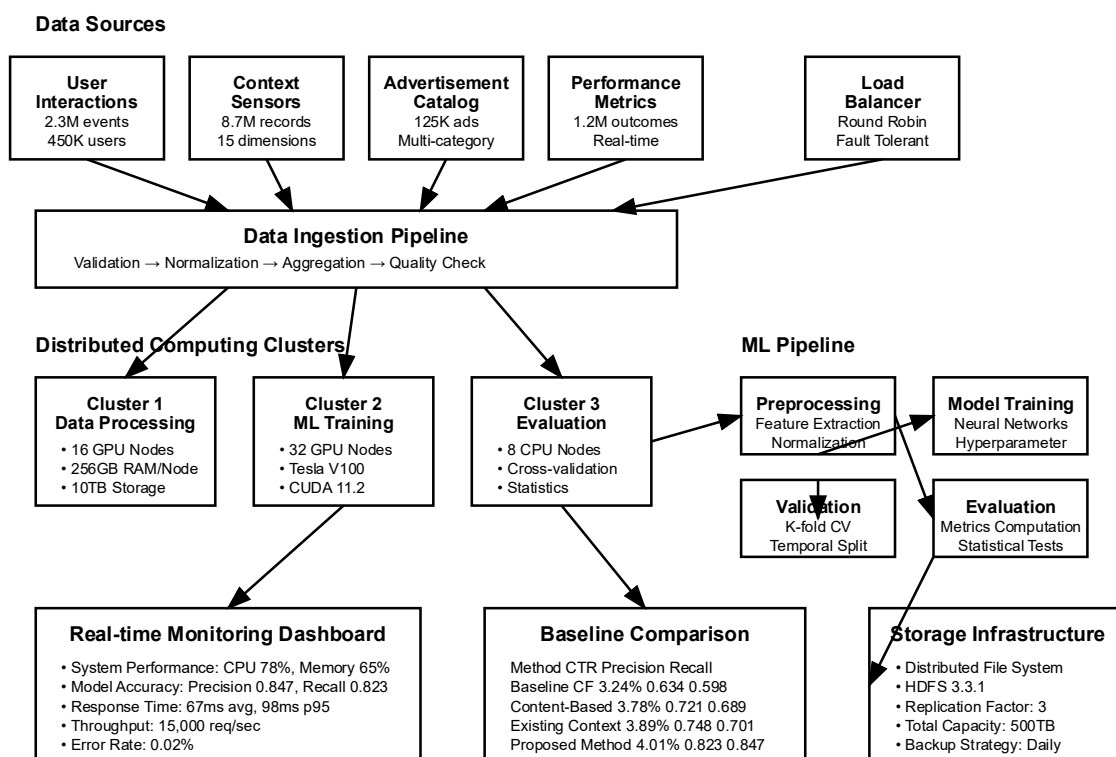 Data Sources
User
Interactions
2.3M events
450K users
Context
Sensors
8.7M records
15 dimensions
Advertisement
Catalog
125K ads
Multi-category
Performance
Metrics
1.2M outcomes
Real-time
Load
Balancer
Round Robin
Fault Tolerant
Data Ingestion Pipeline
Validation → Normalization → Aggregation → Quality Check
Distributed Computing Clusters
Cluster 1
Data Processing
• 16 GPU Nodes
• 256GB RAM/Node
• 10TB Storage
Cluster 2
ML Training
• 32 GPU Nodes
• Tesla V100
• CUDA 11.2
Cluster 3
Evaluation
• 8 CPU Nodes
• Cross-validation
• Statistics
ML Pipeline
Preprocessing
Feature Extraction
Normalization
Model Training
Neural Networks
Hyperparameter
Validation
K-fold CV
Temporal Split
Evaluation
Metrics Computation
Statistical Tests
Real-time Monitoring Dashboard
• System Performance: CPU 78%, Memory 65%
• Model Accuracy: Precision 0.847, Recall 0.823
• Response Time: 67ms avg, 98ms p95
• Throughput: 15,000 req/sec
• Error Rate: 0.02%
Baseline Comparison
Method CTR Precision Recall
Baseline CF 3.24% 0.634 0.598
Content-Based 3.78% 0.721 0.689
Existing Context 3.89% 0.748 0.701
Proposed Method 4.01% 0.823 0.847
Storage Infrastructure
• Distributed File System
• HDFS 3.3.1
• Replication Factor: 3
• Total Capacity: 500TB
• Backup Strategy: Daily